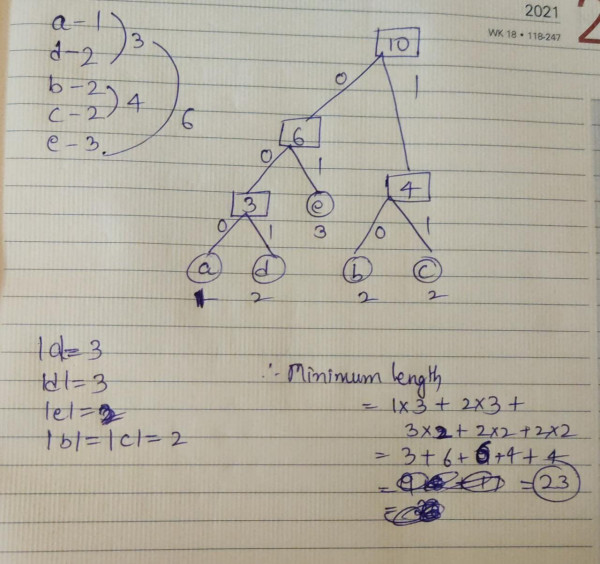 2021
WK 18 • 118-247
2
a - 1
d - 2
3
b - 2
c - 2
4
e - 3
6
10
0
1
6
0
1
4
3
e
0
1
0
1
3
a
d
b
c
1
2
2
2
|a| = 3
|d| = 3
|e| = 2
|b| = |c| = 2
∴ Minimum length
= 1x3 + 2x3 +
3x2 + 2x2 + 2x2
= 3 + 6 + 6 + 4 + 4
= = 23
=